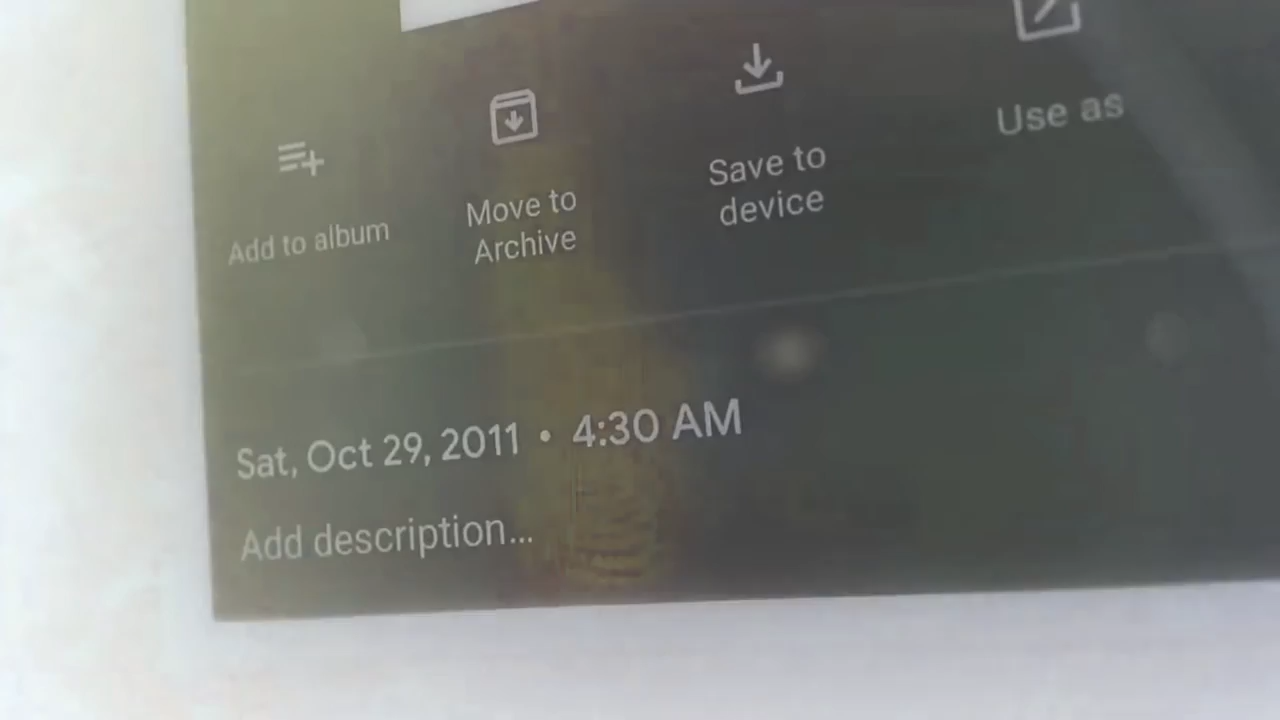 Add to album
Move to
Archive
Save to
device
Use as
Sat, Oct 29, 2011 • 4:30 AM
Add description...